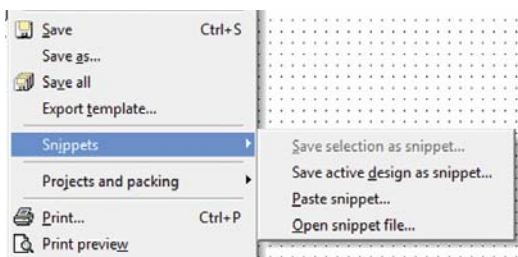 Save Ctrl+S
Save as...
Save all
Export template...
Snippets
Save selection as snippet...
Save active design as snippet...
Paste snippet...
Open snippet file...
Projects and packing
Print... Ctrl+P
Print preview